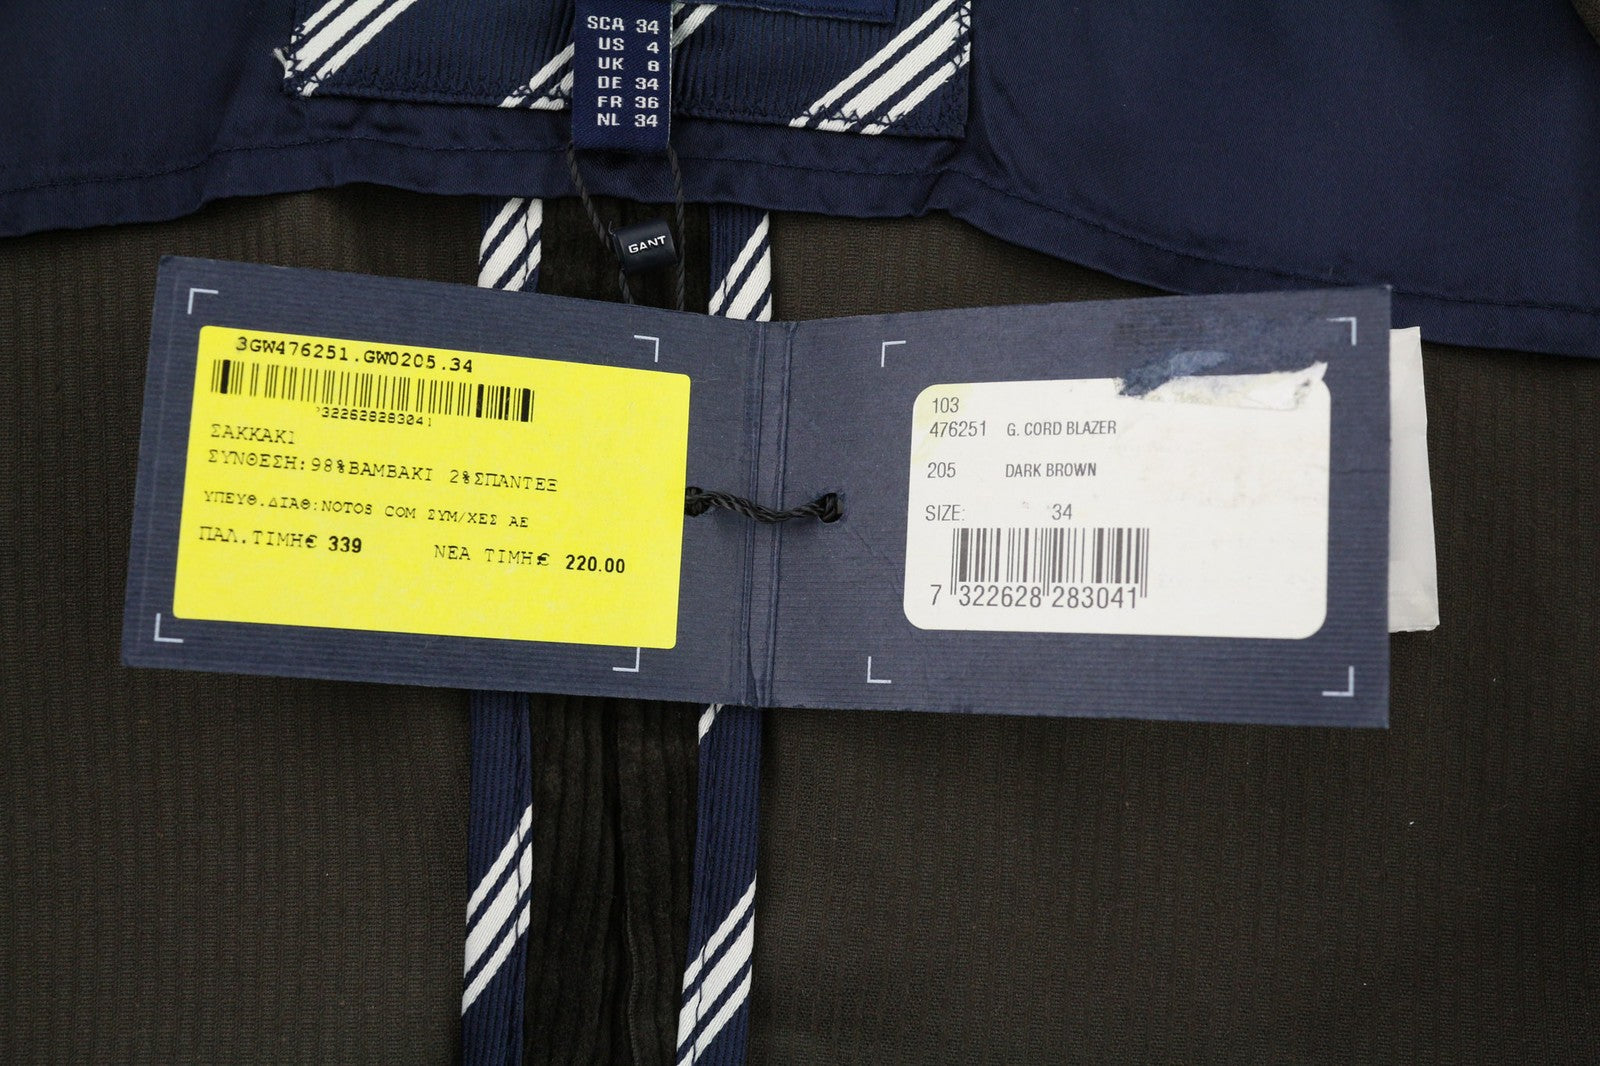 SCA 34
US 4
UK 8
DE 34
FR 36
NL 34
GANT
3GW476251.GW0205.34
7322628283041
ΣΑΚΚΑΚΙ
ΣΥΝΘΕΣΗ:98%ΒΑΜΒΑΚΙ 2%ΣΠΑΝΤΕΞ
ΥΠΕΥΘ.ΔΙΑΘ:NOTOS COM ΣΥΜ/ΧΕΣ ΑΕ
ΠΑΛ.ΤΙΜΗ€ 339 ΝΕΑ ΤΙΜΗ€ 220.00
103
476251 G. CORD BLAZER
205 DARK BROWN
SIZE: 34
7 322628 283041